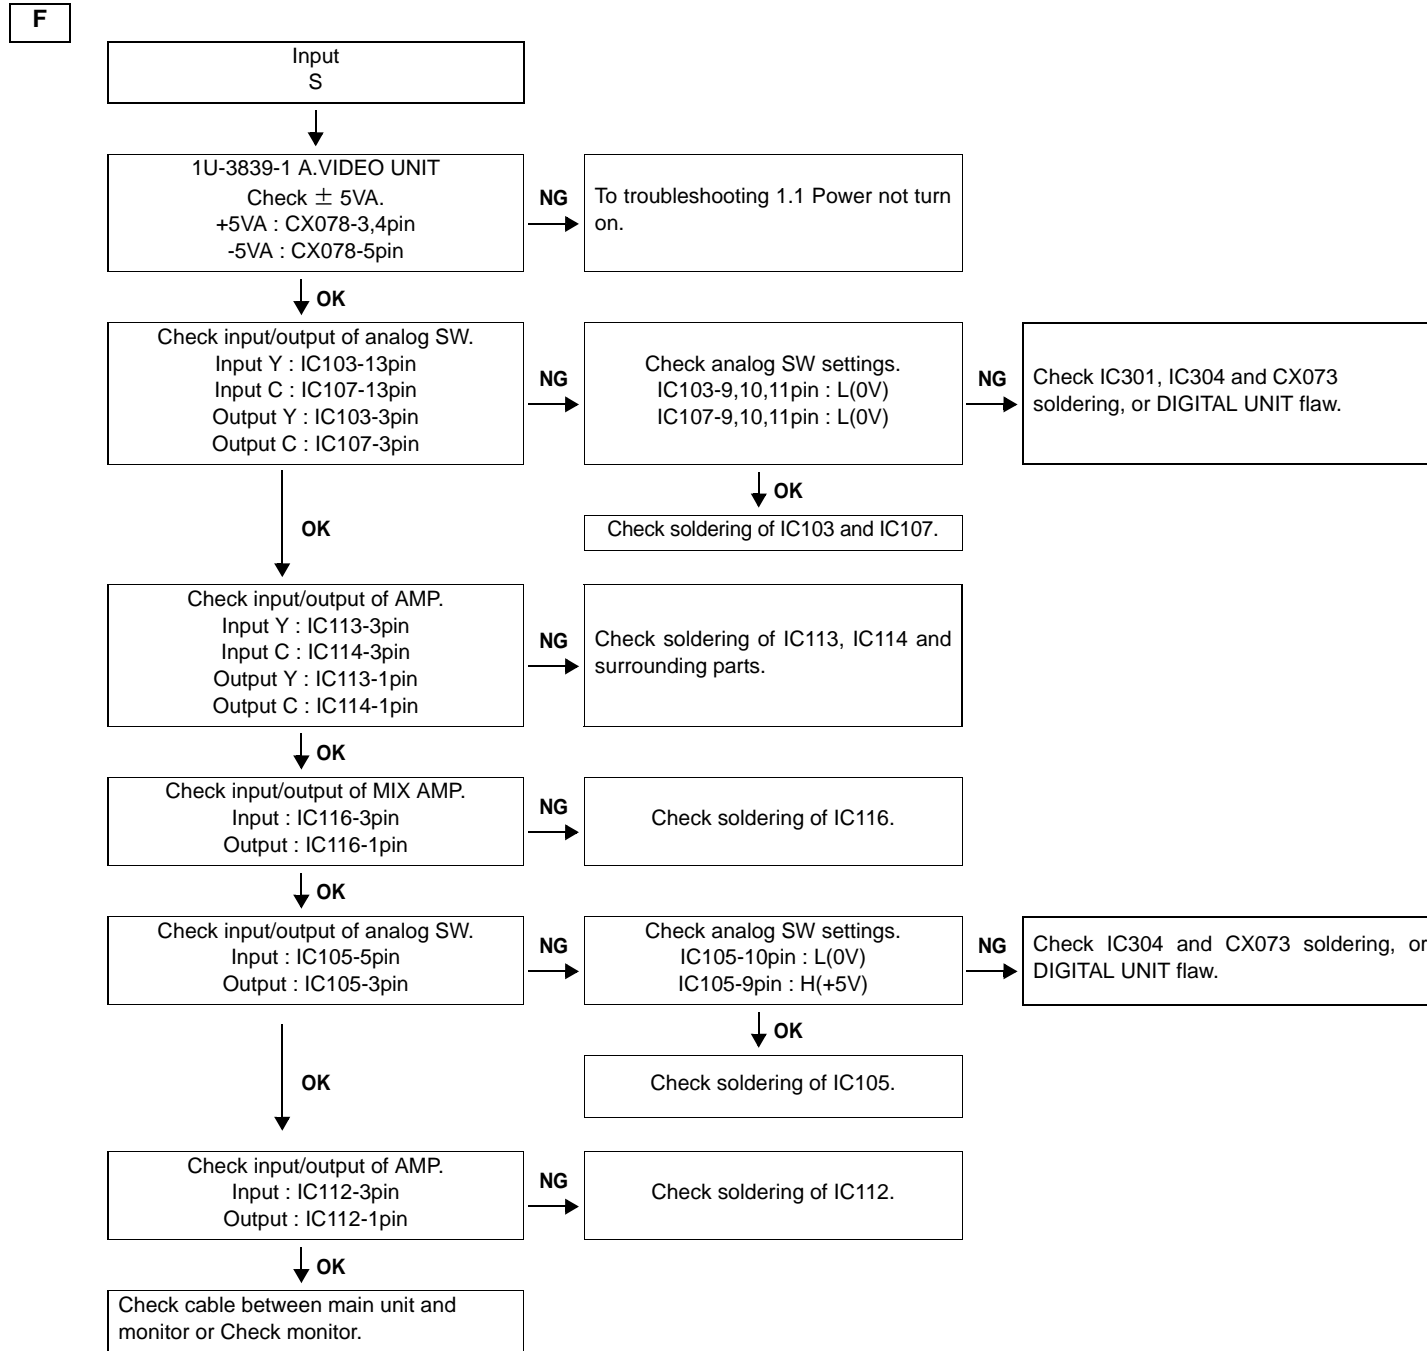 F
Input
S
1U-3839-1 A.VIDEO UNIT
Check ± 5VA.
+5VA : CX078-3,4pin
-5VA : CX078-5pin
NG
To troubleshooting 1.1 Power not turn
on.
OK
Check input/output of analog SW.
Input Y : IC103-13pin
Input C : IC107-13pin
Output Y : IC103-3pin
Output C : IC107-3pin
NG
Check analog SW settings.
IC103-9,10,11pin : L(0V)
IC107-9,10,11pin : L(0V)
NG
Check IC301, IC304 and CX073
soldering, or DIGITAL UNIT flaw.
OK
Check soldering of IC103 and IC107.
OK
Check input/output of AMP.
Input Y : IC113-3pin
Input C : IC114-3pin
Output Y : IC113-1pin
Output C : IC114-1pin
NG
Check soldering of IC113, IC114 and
surrounding parts.
OK
Check input/output of MIX AMP.
Input : IC116-3pin
Output : IC116-1pin
NG
Check soldering of IC116.
OK
Check input/output of analog SW.
Input : IC105-5pin
Output : IC105-3pin
NG
Check analog SW settings.
IC105-10pin : L(0V)
IC105-9pin : H(+5V)
NG
Check IC304 and CX073 soldering, or
DIGITAL UNIT flaw.
OK
Check soldering of IC105.
OK
Check input/output of AMP.
Input : IC112-3pin
Output : IC112-1pin
NG
Check soldering of IC112.
OK
Check cable between main unit and
monitor or Check monitor.